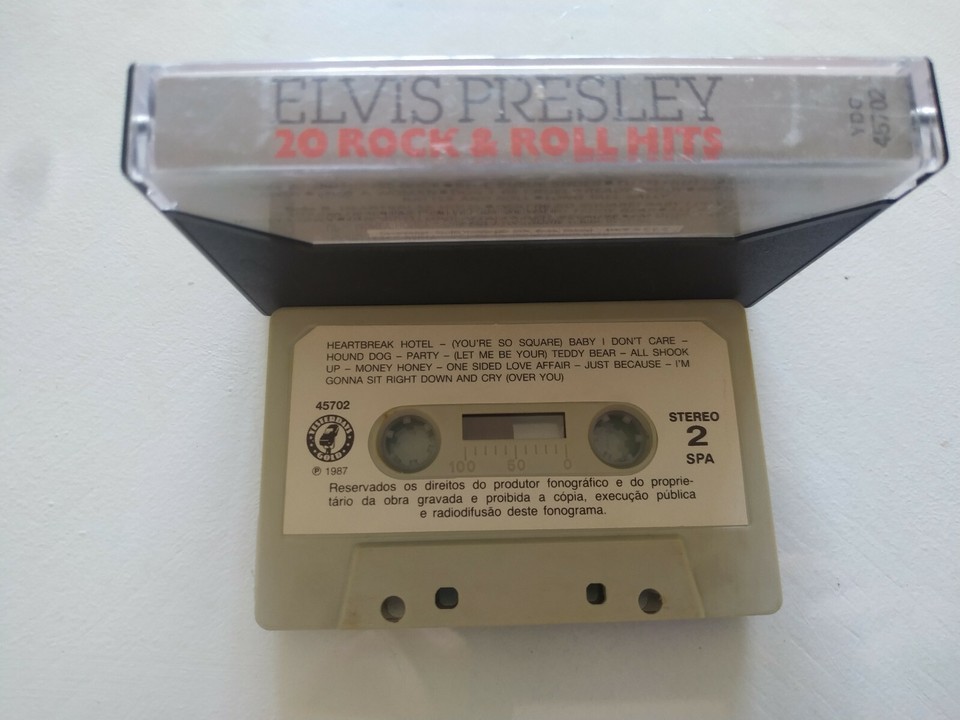 ELVIS PRESLEY
20 ROCK & ROLL HITS
YDG
45702
HEARTBREAK HOTEL – (YOU'RE SO SQUARE) BABY I DON'T CARE –
HOUND DOG – PARTY – (LET ME BE YOUR) TEDDY BEAR – ALL SHOOK
UP – MONEY HONEY – ONE SIDED LOVE AFFAIR – JUST BECAUSE – I'M
GONNA SIT RIGHT DOWN AND CRY (OVER YOU)
45702
GOLD
℗ 1987
100 50 0
STEREO
2
SPA
Reservados os direitos do produtor fonográfico e do proprie-
tário da obra gravada e proibida a cópia, execução pública
e radiodifusão deste fonograma.